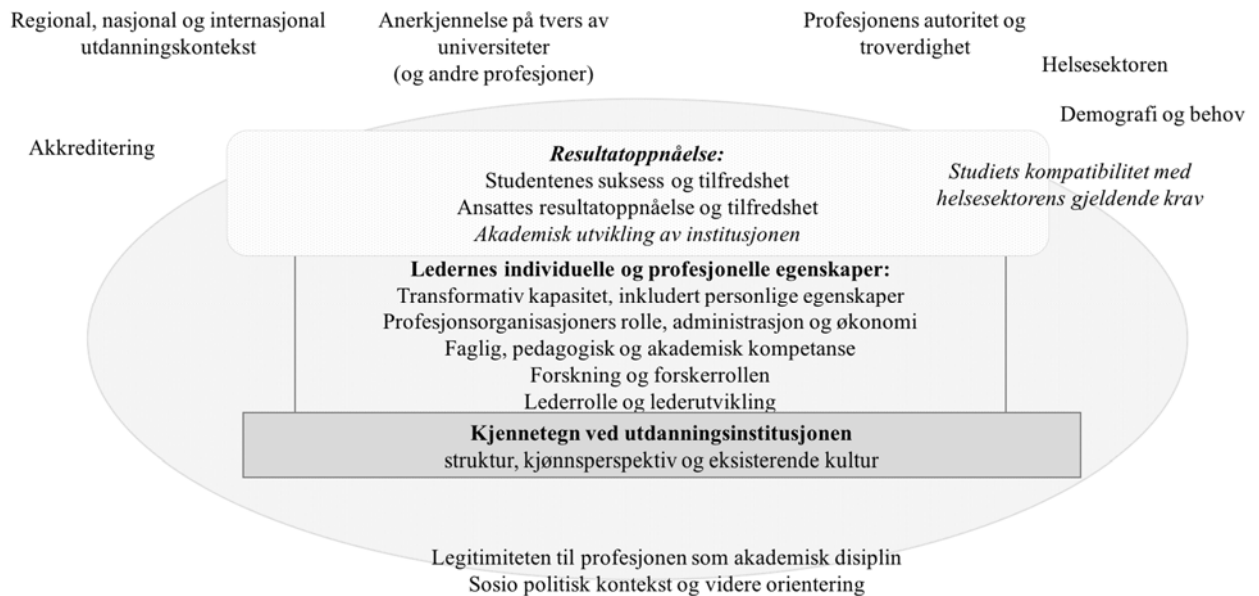 Regional, nasjonal og internasjonal
utdanningskontekst
Anerkjennelse på tvers av
universiteter
(og andre profesjoner)
Profesjonens autoritet og
troverdighet
Helsesektoren
Demografi og behov
Akkreditering
Studiets kompatibilitet med
helsesektorens gjeldende krav
Resultatoppnåelse:
Studentenes suksess og tilfredshet
Ansattes resultatoppnåelse og tilfredshet
Akademisk utvikling av institusjonen
Ledernes individuelle og profesjonelle egenskaper:
Transformativ kapasitet, inkludert personlige egenskaper
Profesjonsorganisasjoners rolle, administrasjon og økonomi
Faglig, pedagogisk og akademisk kompetanse
Forskning og forskerrollen
Lederrolle og lederutvikling
Kjennetegn ved utdanningsinstitusjonen
struktur, kjønnsperspektiv og eksisterende kultur
Legitimiteten til profesjonen som akademisk disiplin
Sosio politisk kontekst og videre orientering